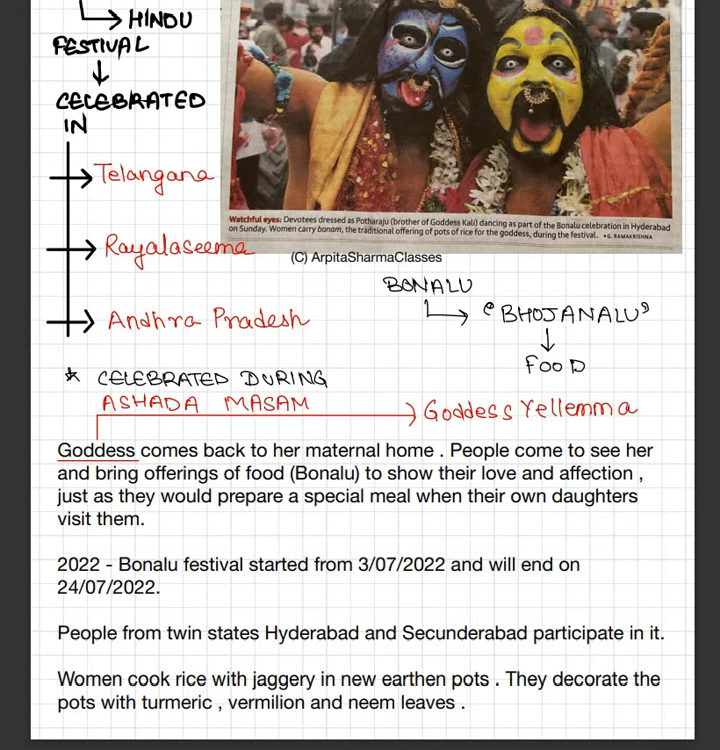 HINDU
FESTIVAL
CELEBRATED
IN
Telangana
Rayalaseema
Andhra Pradesh
Watchful eyes: Devotees dressed as Potharaju (brother of Goddess Kali) dancing as part of the Bonalu celebration in Hyderabad
on Sunday. Women carry bonam, the traditional offering of pots of rice for the goddess, during the festival. •G. RAMAKRISHNA
(C) ArpitaSharmaClasses
BONALU
"BHOJANALU"
FOOD
* CELEBRATED DURING
ASHADA MASAM
Goddess Yellemma
Goddess comes back to her maternal home . People come to see her
and bring offerings of food (Bonalu) to show their love and affection ,
just as they would prepare a special meal when their own daughters
visit them.
2022 - Bonalu festival started from 3/07/2022 and will end on
24/07/2022.
People from twin states Hyderabad and Secunderabad participate in it.
Women cook rice with jaggery in new earthen pots . They decorate the
pots with turmeric , vermilion and neem leaves .